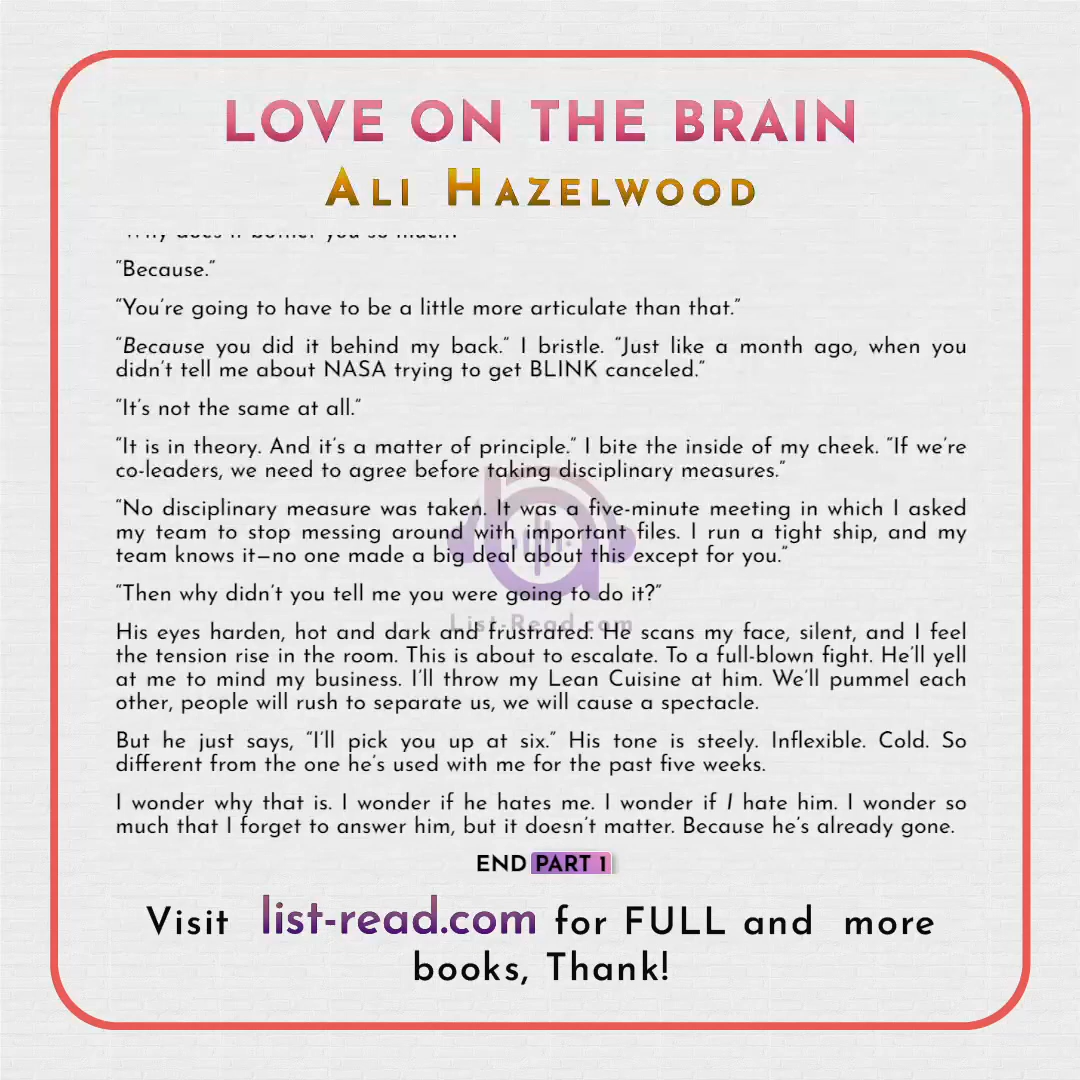 LOVE ON THE BRAIN
ALI HAZELWOOD
“Because.”
“You’re going to have to be a little more articulate than that.”
“Because you did it behind my back.” I bristle. “Just like a month ago, when you
didn’t tell me about NASA trying to get BLINK canceled.”
“It’s not the same at all.”
“It is in theory. And it’s a matter of principle.” I bite the inside of my cheek. “If we’re
co-leaders, we need to agree before taking disciplinary measures.”
“No disciplinary measure was taken. It was a five-minute meeting in which I asked
my team to stop messing around with important files. I run a tight ship, and my
team knows it—no one made a big deal about this except for you.”
“Then why didn’t you tell me you were going to do it?”
List-Read.com
His eyes harden, hot and dark and frustrated. He scans my face, silent, and I feel
the tension rise in the room. This is about to escalate. To a full-blown fight. He’ll yell
at me to mind my business. I’ll throw my Lean Cuisine at him. We’ll pummel each
other, people will rush to separate us, we will cause a spectacle.
But he just says, “I’ll pick you up at six.” His tone is steely. Inflexible. Cold. So
different from the one he’s used with me for the past five weeks.
I wonder why that is. I wonder if he hates me. I wonder if I hate him. I wonder so
much that I forget to answer him, but it doesn’t matter. Because he’s already gone.
END PART 1
Visit list-read.com for FULL and more
books, Thank!